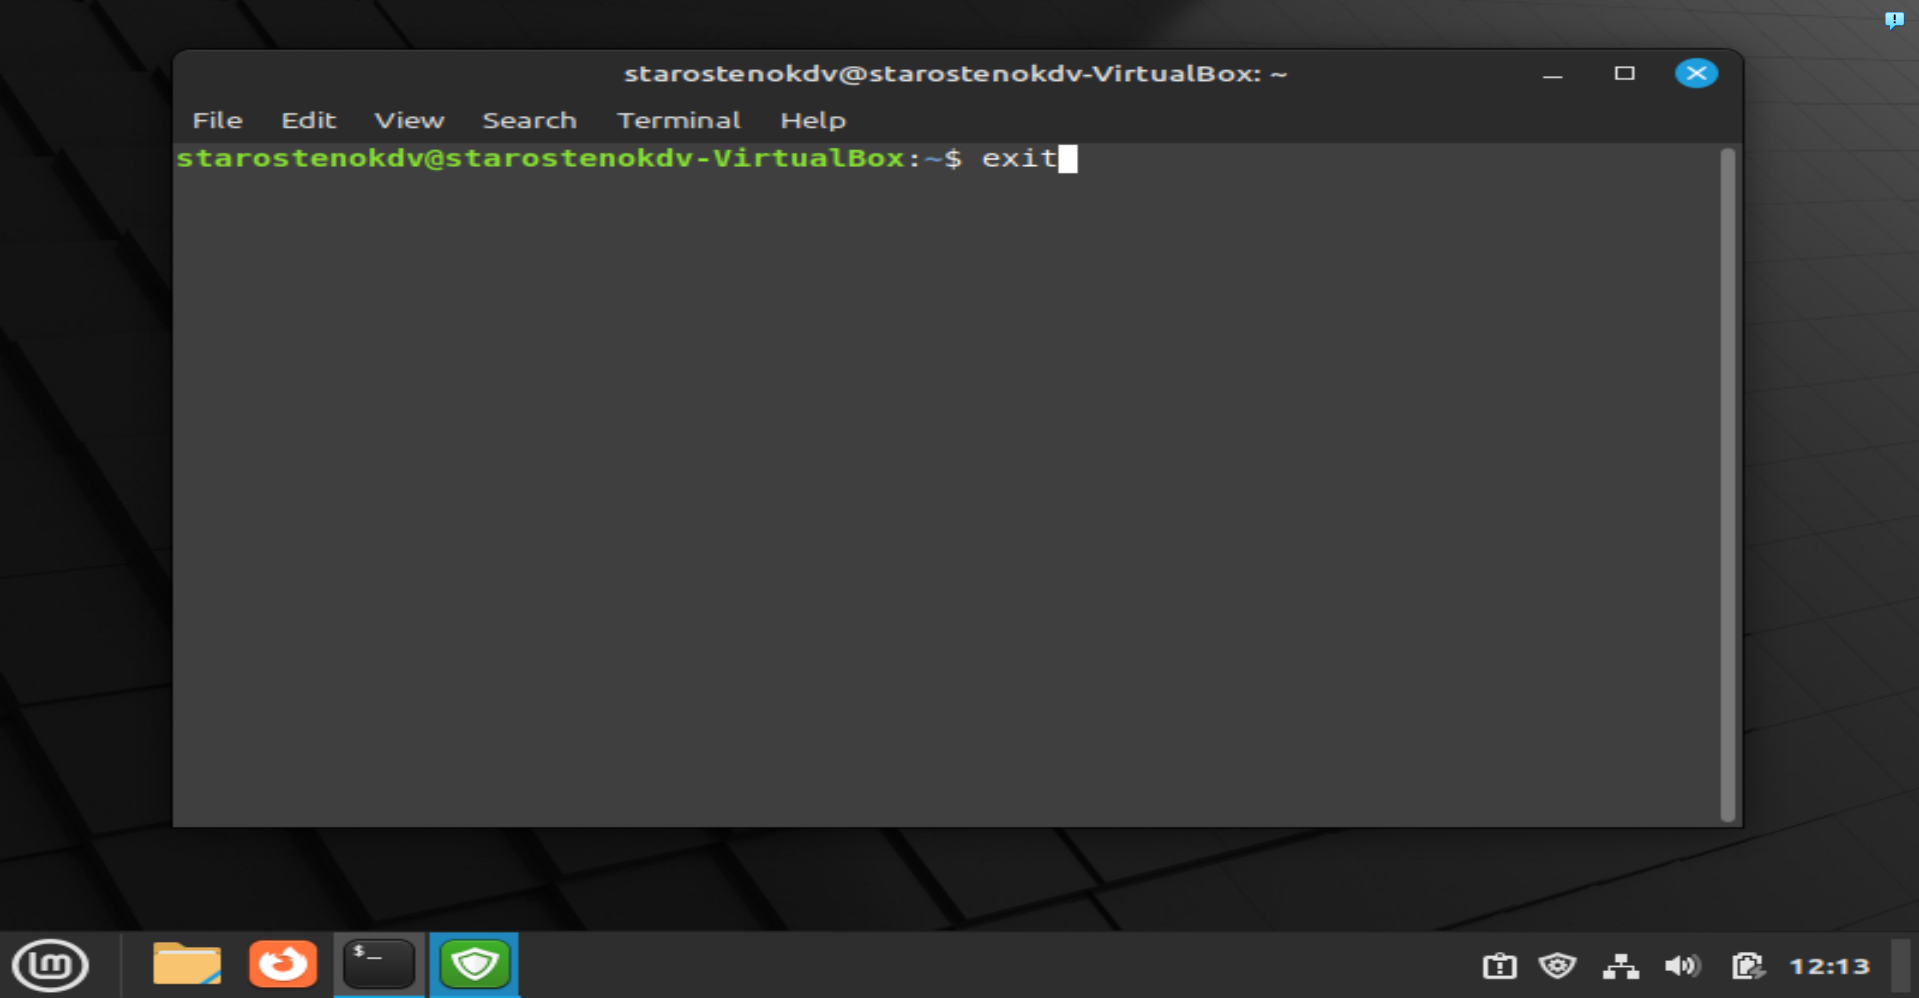 starostenokdv@starostenokdv-VirtualBox: ~
File Edit View Search Terminal Help
starostenokdv@starostenokdv-VirtualBox:~$ exit
$_
12:13